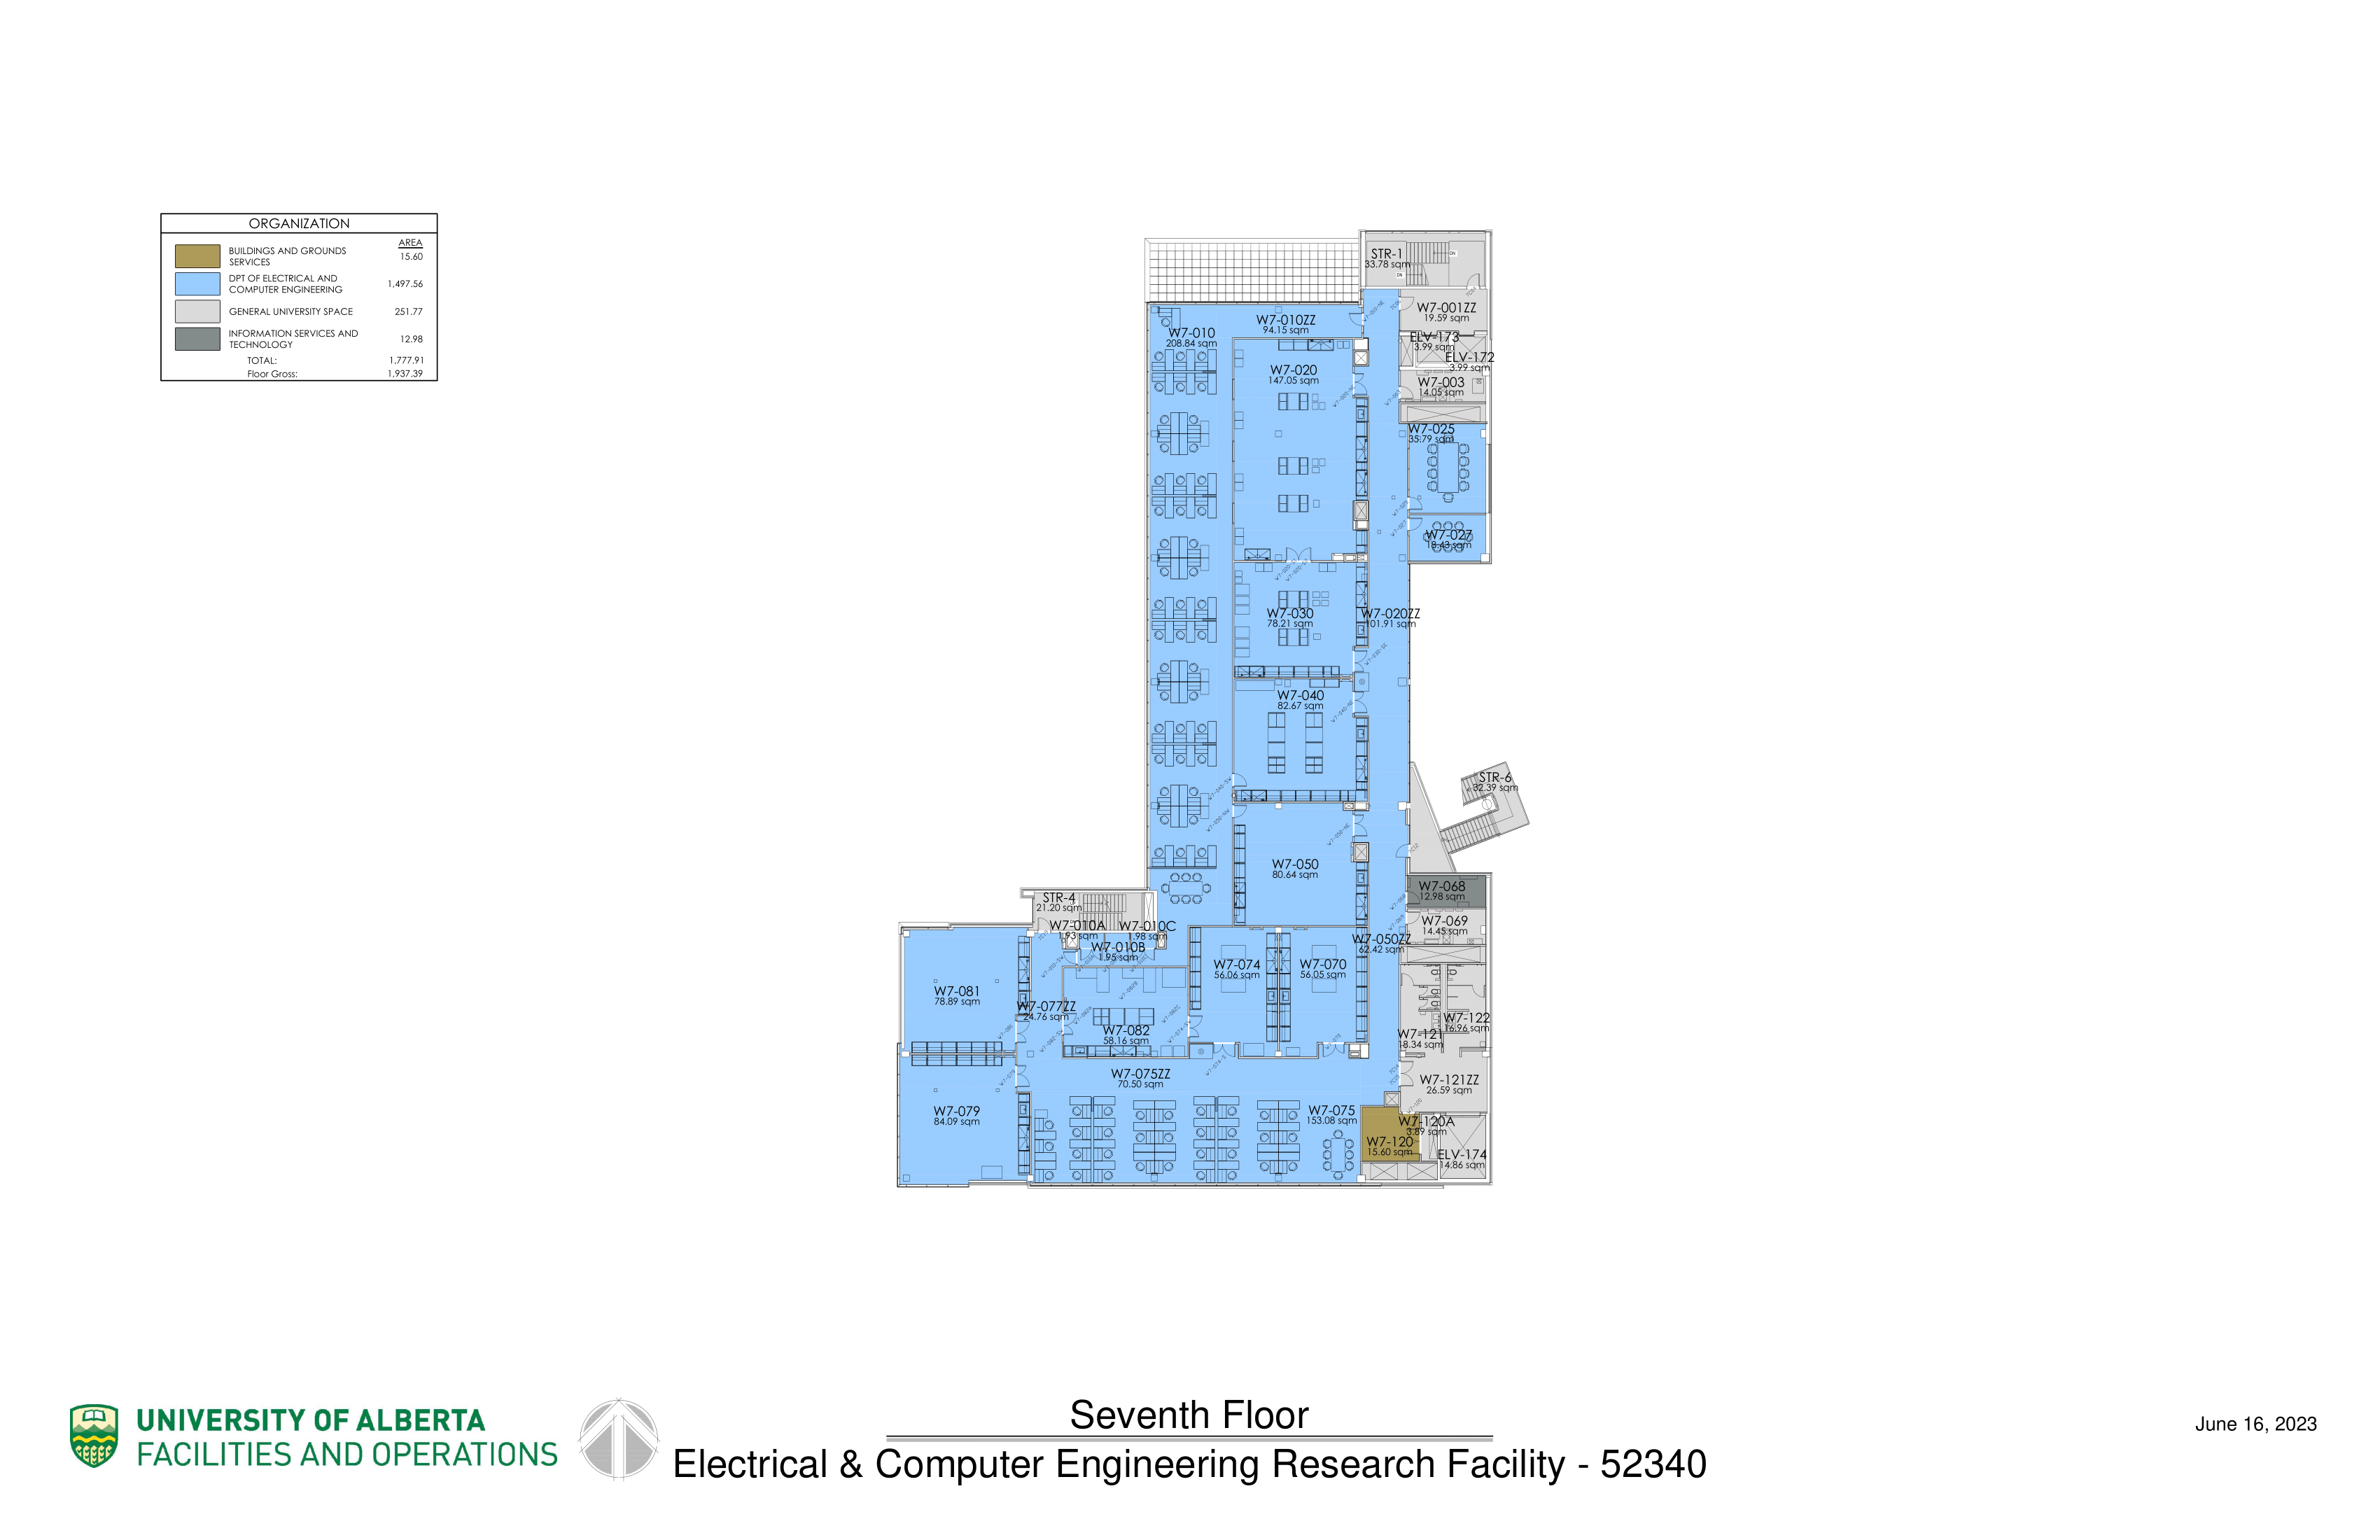 ORGANIZATION
AREA
BUILDINGS AND GROUNDS
SERVICES
15.60
DPT OF ELECTRICAL AND
COMPUTER ENGINEERING
1,497.56
GENERAL UNIVERSITY SPACE
251.77
INFORMATION SERVICES AND
TECHNOLOGY
12.98
TOTAL:
1,777.91
Floor Gross:
1,937.39
STR-1
33.78 sqm
DN
DN
W7-001ZZ
19.59 sqm
W7-010ZZ
94.15 sqm
W7-010
208.84 sqm
ELV-173
3.99 sqm
ELV-172
3.99 sqm
W7-020
147.05 sqm
W7-003
14.05 sqm
W7-025
35.79 sqm
W7-027
18.43 sqm
W7-030
78.21 sqm
W7-020ZZ
101.91 sqm
W7-040
82.67 sqm
STR-6
32.39 sqm
W7-050
80.64 sqm
W7-068
12.98 sqm
STR-4
21.20 sqm
W7-010A
1.93 sqm
W7-010C
1.98 sqm
W7-010B
1.95 sqm
W7-069
14.45 sqm
W7-050ZZ
62.42 sqm
W7-074
56.06 sqm
W7-070
56.05 sqm
W7-081
78.89 sqm
W7-077ZZ
24.76 sqm
W7-082
58.16 sqm
W7-122
16.96 sqm
W7-121
18.34 sqm
W7-075ZZ
70.50 sqm
W7-121ZZ
26.59 sqm
W7-079
84.09 sqm
W7-075
153.08 sqm
W7-120A
3.89 sqm
W7-120
15.60 sqm
ELV-174
14.86 sqm
UNIVERSITY OF ALBERTA
FACILITIES AND OPERATIONS
Seventh Floor
Electrical & Computer Engineering Research Facility - 52340
June 16, 2023